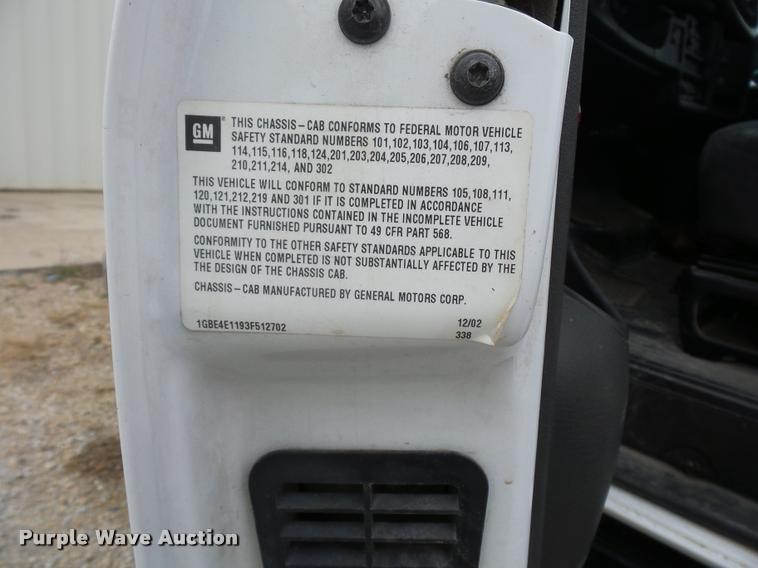 GM ® THIS CHASSIS-CAB CONFORMS TO FEDERAL MOTOR VEHICLE
SAFETY STANDARD NUMBERS 101,102,103,104,106,107,113,
114,115,116,118,124,201,203,204,205,206,207,208,209,
210,211,214, AND 302
THIS VEHICLE WILL CONFORM TO STANDARD NUMBERS 105,108,111,
120,121,212,219 AND 301 IF IT IS COMPLETED IN ACCORDANCE
WITH THE INSTRUCTIONS CONTAINED IN THE INCOMPLETE VEHICLE
DOCUMENT FURNISHED PURSUANT TO 49 CFR PART 568.
CONFORMITY TO THE OTHER SAFETY STANDARDS APPLICABLE TO THIS
VEHICLE WHEN COMPLETED IS NOT SUBSTANTIALLY AFFECTED BY THE
THE DESIGN OF THE CHASSIS CAB.
CHASSIS-CAB MANUFACTURED BY GENERAL MOTORS CORP.
1GBE4E1193F512702 12/02
338
Purple Wave Auction